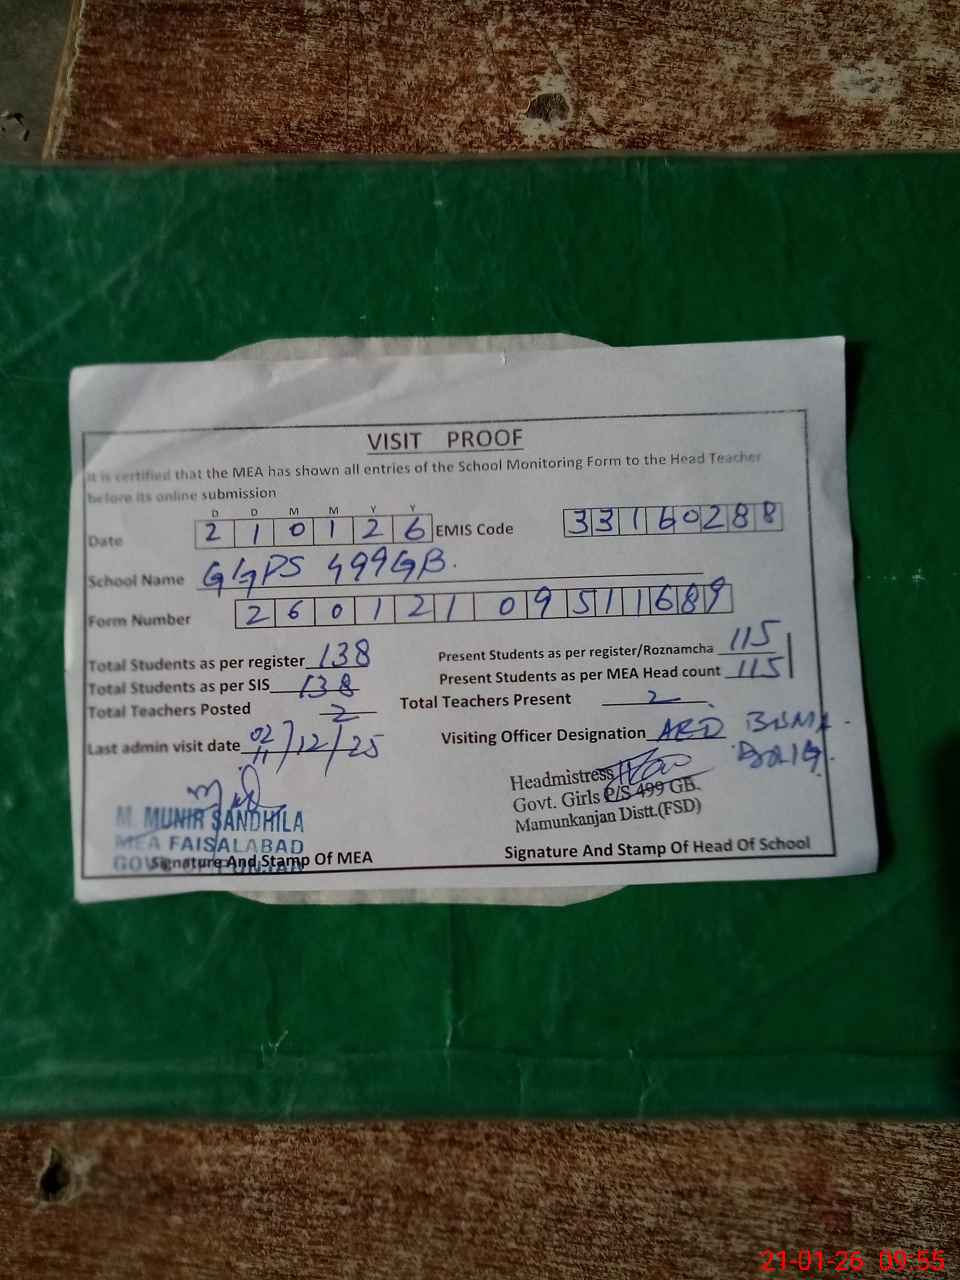 VISIT PROOF
It is certified that the MEA has shown all entries of the School Monitoring Form to the Head Teacher
before its online submission
D D M M Y Y
Date 2 1 0 1 2 6 EMIS Code 3 3 1 6 0 2 8 8
School Name GGPS 499GB.
Form Number 2 6 0 1 2 1 0 9 5 1 1 6 8 9
Total Students as per register 138 Present Students as per register/Roznamcha 115
Total Students as per SIS 138 Present Students as per MEA Head count 115
Total Teachers Posted 2 Total Teachers Present 2
Last admin visit date 02/12/25 Visiting Officer Designation AEO
Headmistress
Govt. Girls P/S 499 GB.
Mamunkanjan Distt.(FSD)
M. MUNIR SANDHILA
MEA FAISALABAD
Signature And Stamp Of MEA Signature And Stamp Of Head Of School
21-01-26 09:55